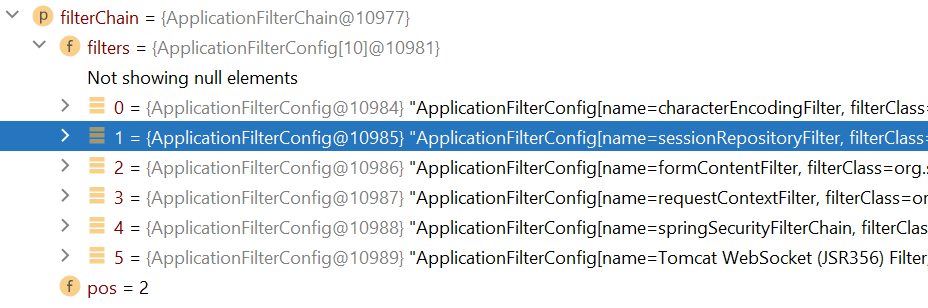 p filterChain = {ApplicationFilterChain@10977}
f filters = {ApplicationFilterConfig[10]@10981}
Not showing null elements
0 = {ApplicationFilterConfig@10984} "ApplicationFilterConfig[name=characterEncodingFilter, filterClass=
1 = {ApplicationFilterConfig@10985} "ApplicationFilterConfig[name=sessionRepositoryFilter, filterClass=
2 = {ApplicationFilterConfig@10986} "ApplicationFilterConfig[name=formContentFilter, filterClass=org.s
3 = {ApplicationFilterConfig@10987} "ApplicationFilterConfig[name=requestContextFilter, filterClass=or
4 = {ApplicationFilterConfig@10988} "ApplicationFilterConfig[name=springSecurityFilterChain, filterClas
5 = {ApplicationFilterConfig@10989} "ApplicationFilterConfig[name=Tomcat WebSocket (JSR356) Filter,
f pos = 2